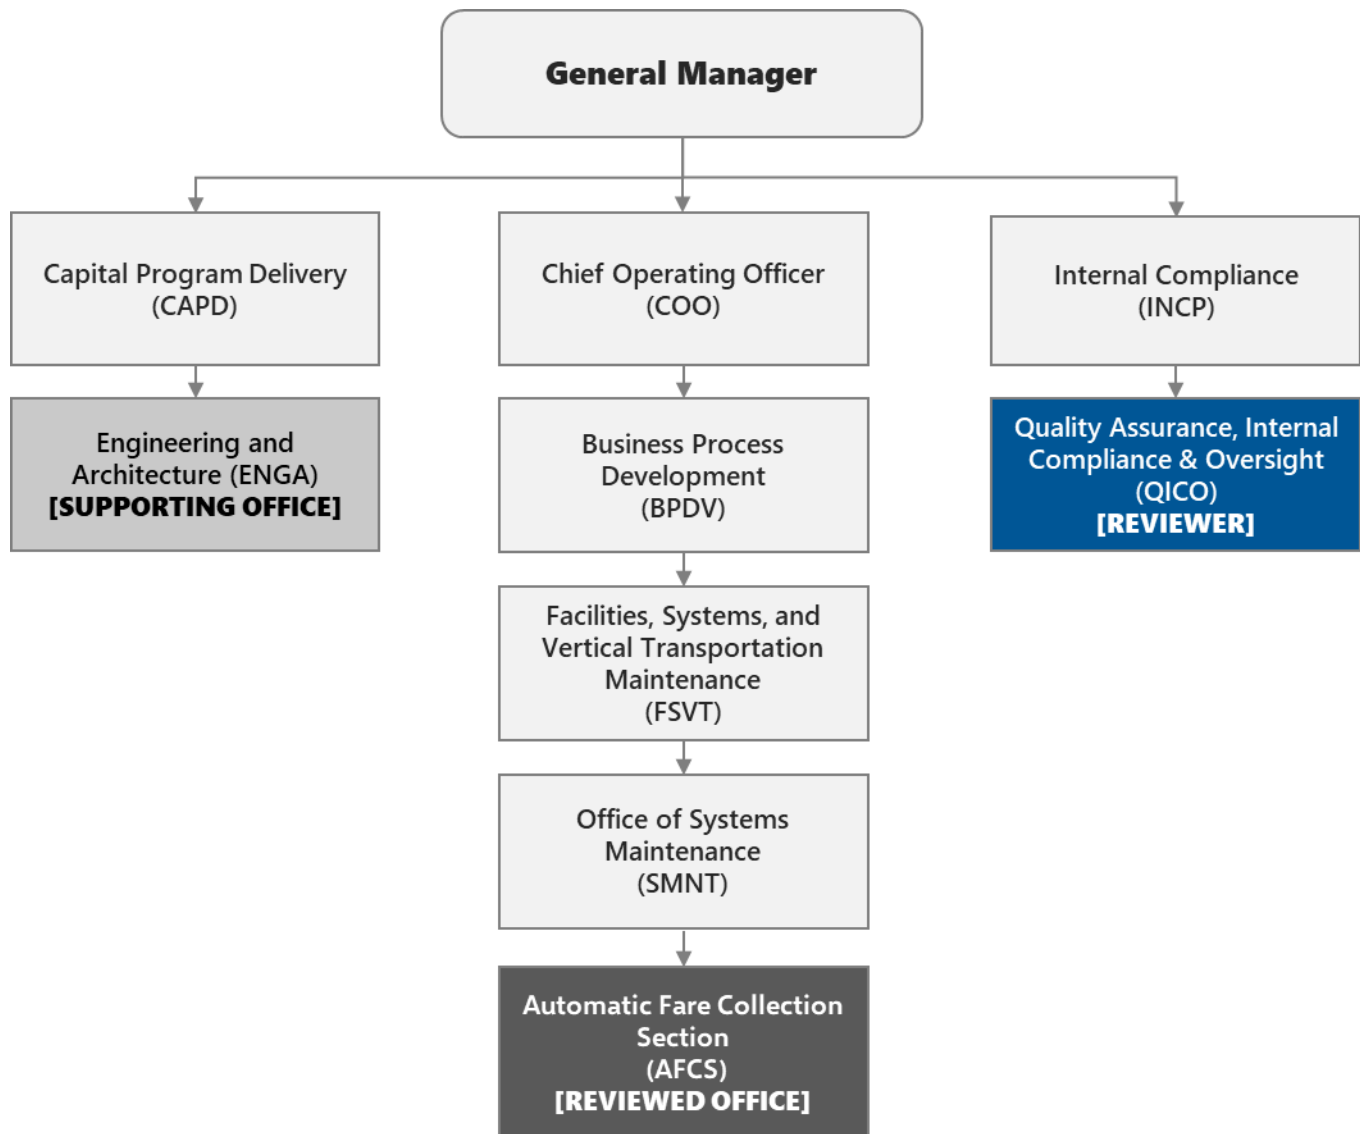 General Manager
Capital Program Delivery
(CAPD)
Chief Operating Officer
(COO)
Internal Compliance
(INCP)
Engineering and
Architecture (ENGA)
[SUPPORTING OFFICE]
Business Process
Development
(BPDV)
Quality Assurance, Internal
Compliance & Oversight
(QICO)
[REVIEWER]
Facilities, Systems, and
Vertical Transportation
Maintenance
(FSVT)
Office of Systems
Maintenance
(SMNT)
Automatic Fare Collection
Section
(AFCS)
[REVIEWED OFFICE]